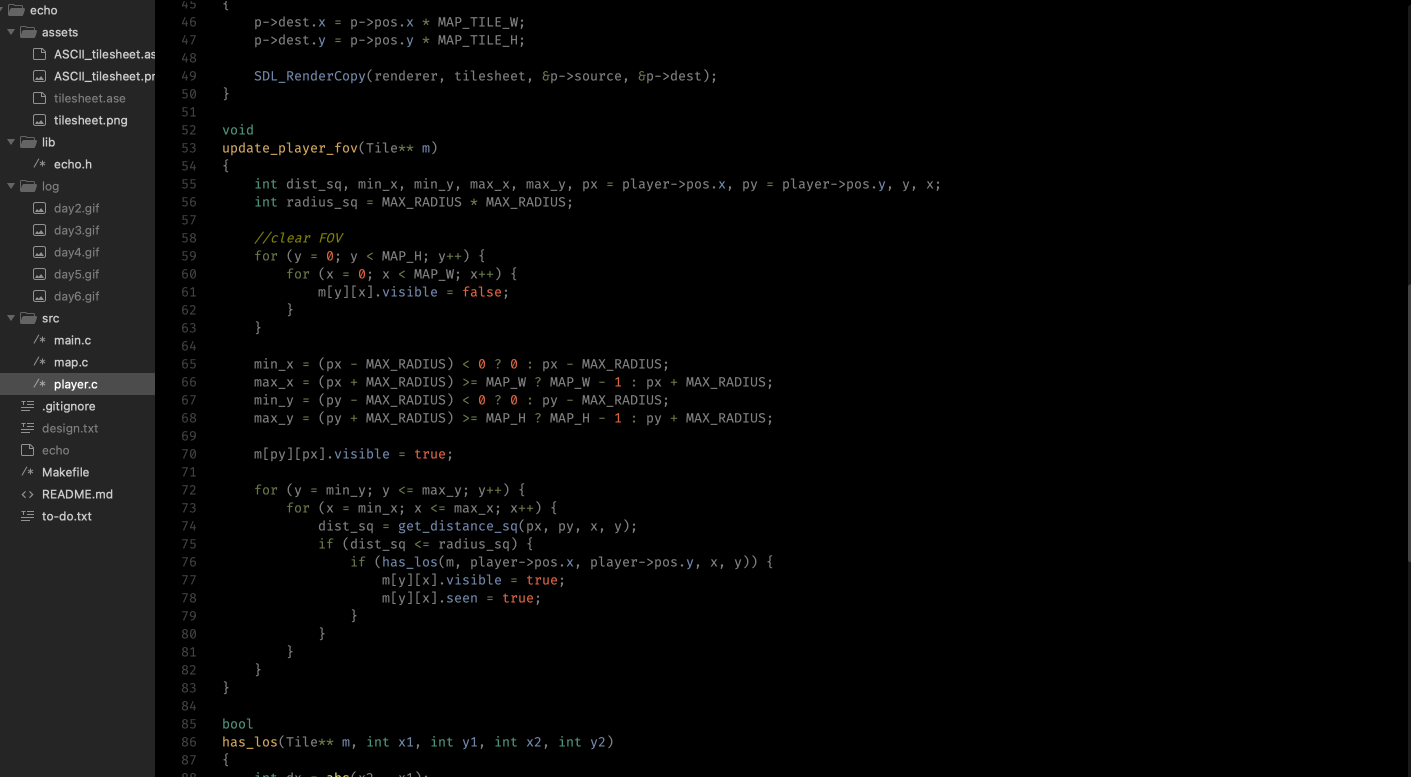 echo
assets
ASCII_tilesheet.as
ASCII_tilesheet.pr
tilesheet.ase
tilesheet.png
lib
/* echo.h
log
day2.gif
day3.gif
day4.gif
day5.gif
day6.gif
src
/* main.c
/* map.c
/* player.c
.gitignore
design.txt
echo
/* Makefile
<> README.md
to-do.txt
45 {
46 p->dest.x = p->pos.x * MAP_TILE_W;
47 p->dest.y = p->pos.y * MAP_TILE_H;
48
49 SDL_RenderCopy(renderer, tilesheet, &p->source, &p->dest);
50 }
51
52 void
53 update_player_fov(Tile** m)
54 {
55 int dist_sq, min_x, min_y, max_x, max_y, px = player->pos.x, py = player->pos.y, y, x;
56 int radius_sq = MAX_RADIUS * MAX_RADIUS;
57
58 //clear FOV
59 for (y = 0; y < MAP_H; y++) {
60 for (x = 0; x < MAP_W; x++) {
61 m[y][x].visible = false;
62 }
63 }
64
65 min_x = (px - MAX_RADIUS) < 0 ? 0 : px - MAX_RADIUS;
66 max_x = (px + MAX_RADIUS) >= MAP_W ? MAP_W - 1 : px + MAX_RADIUS;
67 min_y = (py - MAX_RADIUS) < 0 ? 0 : py - MAX_RADIUS;
68 max_y = (py + MAX_RADIUS) >= MAP_H ? MAP_H - 1 : py + MAX_RADIUS;
69
70 m[py][px].visible = true;
71
72 for (y = min_y; y <= max_y; y++) {
73 for (x = min_x; x <= max_x; x++) {
74 dist_sq = get_distance_sq(px, py, x, y);
75 if (dist_sq <= radius_sq) {
76 if (has_los(m, player->pos.x, player->pos.y, x, y)) {
77 m[y][x].visible = true;
78 m[y][x].seen = true;
79 }
80 }
81 }
82 }
83 }
84
85 bool
86 has_los(Tile** m, int x1, int y1, int x2, int y2)
87 {
88 int dx = abs(x2 - x1);